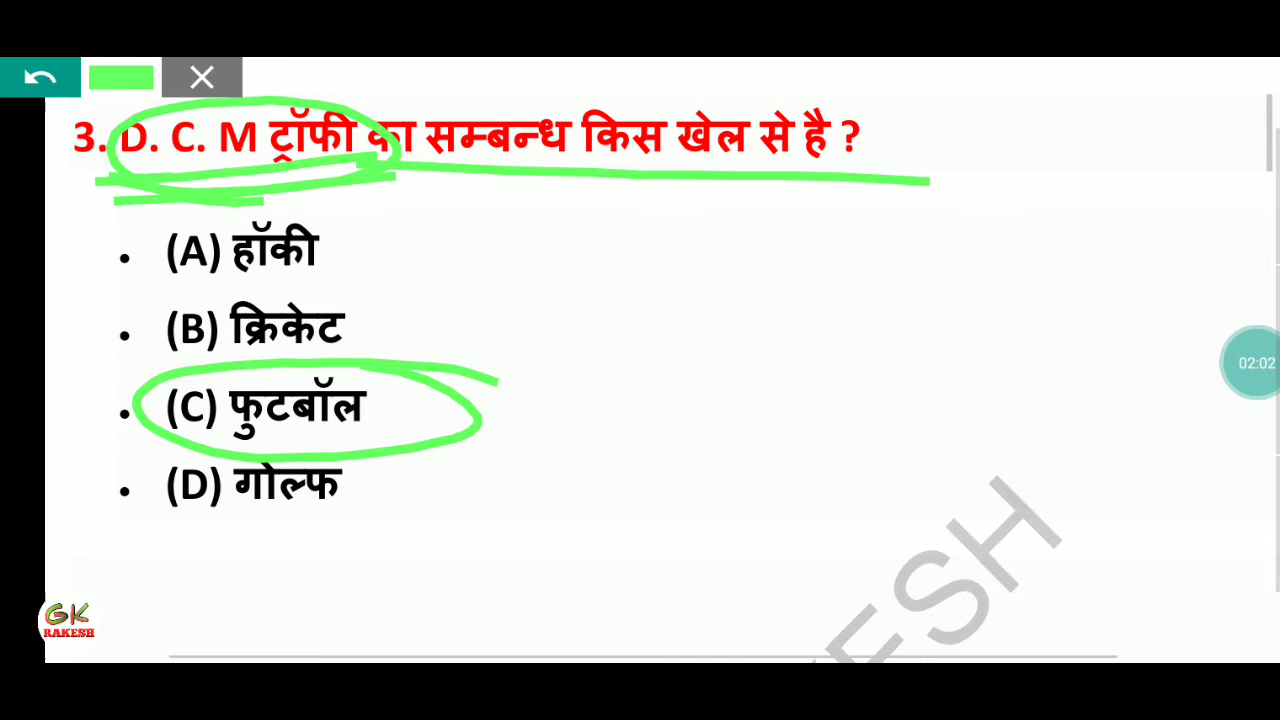 3. D. C. M ट्रॉफी का सम्बन्ध किस खेल से है ?
• (A) हॉकी
• (B) क्रिकेट
• (C) फुटबॉल
• (D) गोल्फ
02:02
ESH
GK
RAKESH